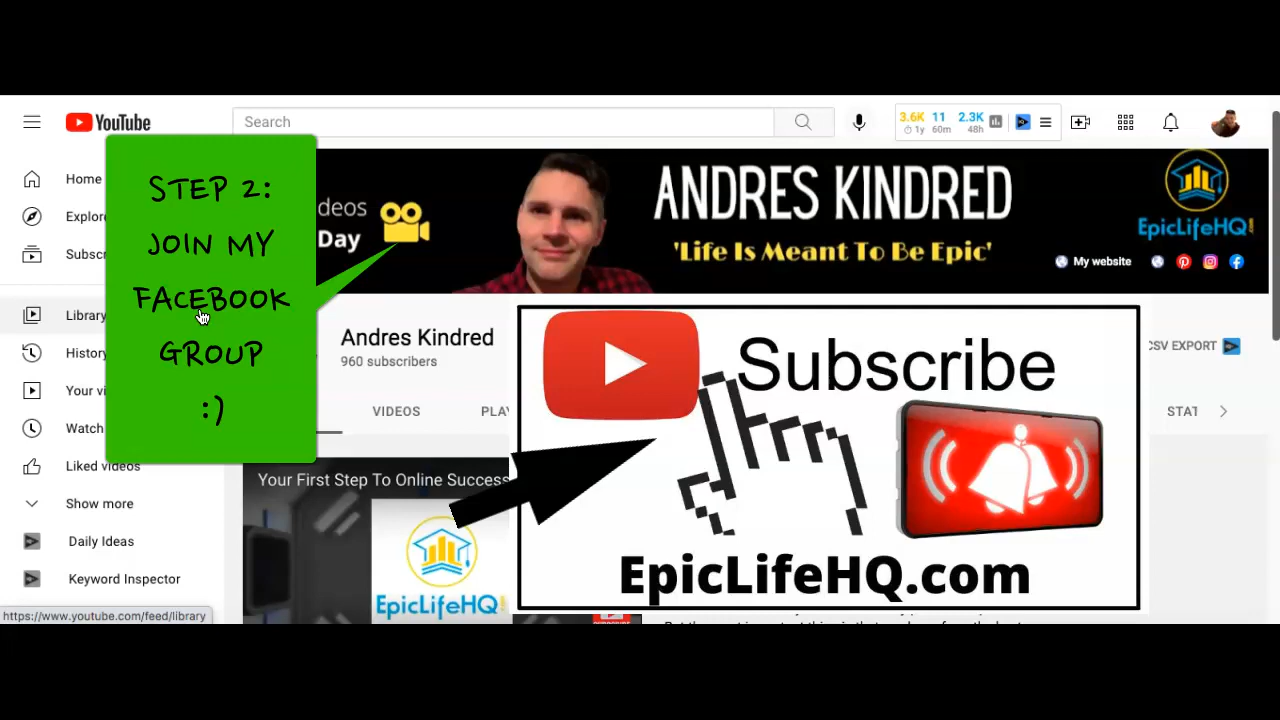 YouTube
Search
3.6K 11 2.3K
1y 60m 48h
Home
Explore
Subscr
Library
History
Your vi
Watch
Liked videos
Show more
Daily Ideas
Keyword Inspector
https://www.youtube.com/feed/library
STEP 2:
JOIN MY
FACEBOOK
GROUP
:)
deos
Day
ANDRES KINDRED
'Life Is Meant To Be Epic'
EpicLifeHQ
My website
Andres Kindred
960 subscribers
CSV EXPORT
VIDEOS
PLAY
STAT
Your First Step To Online Success
EpicLifeHQ
Subscribe
EpicLifeHQ.com